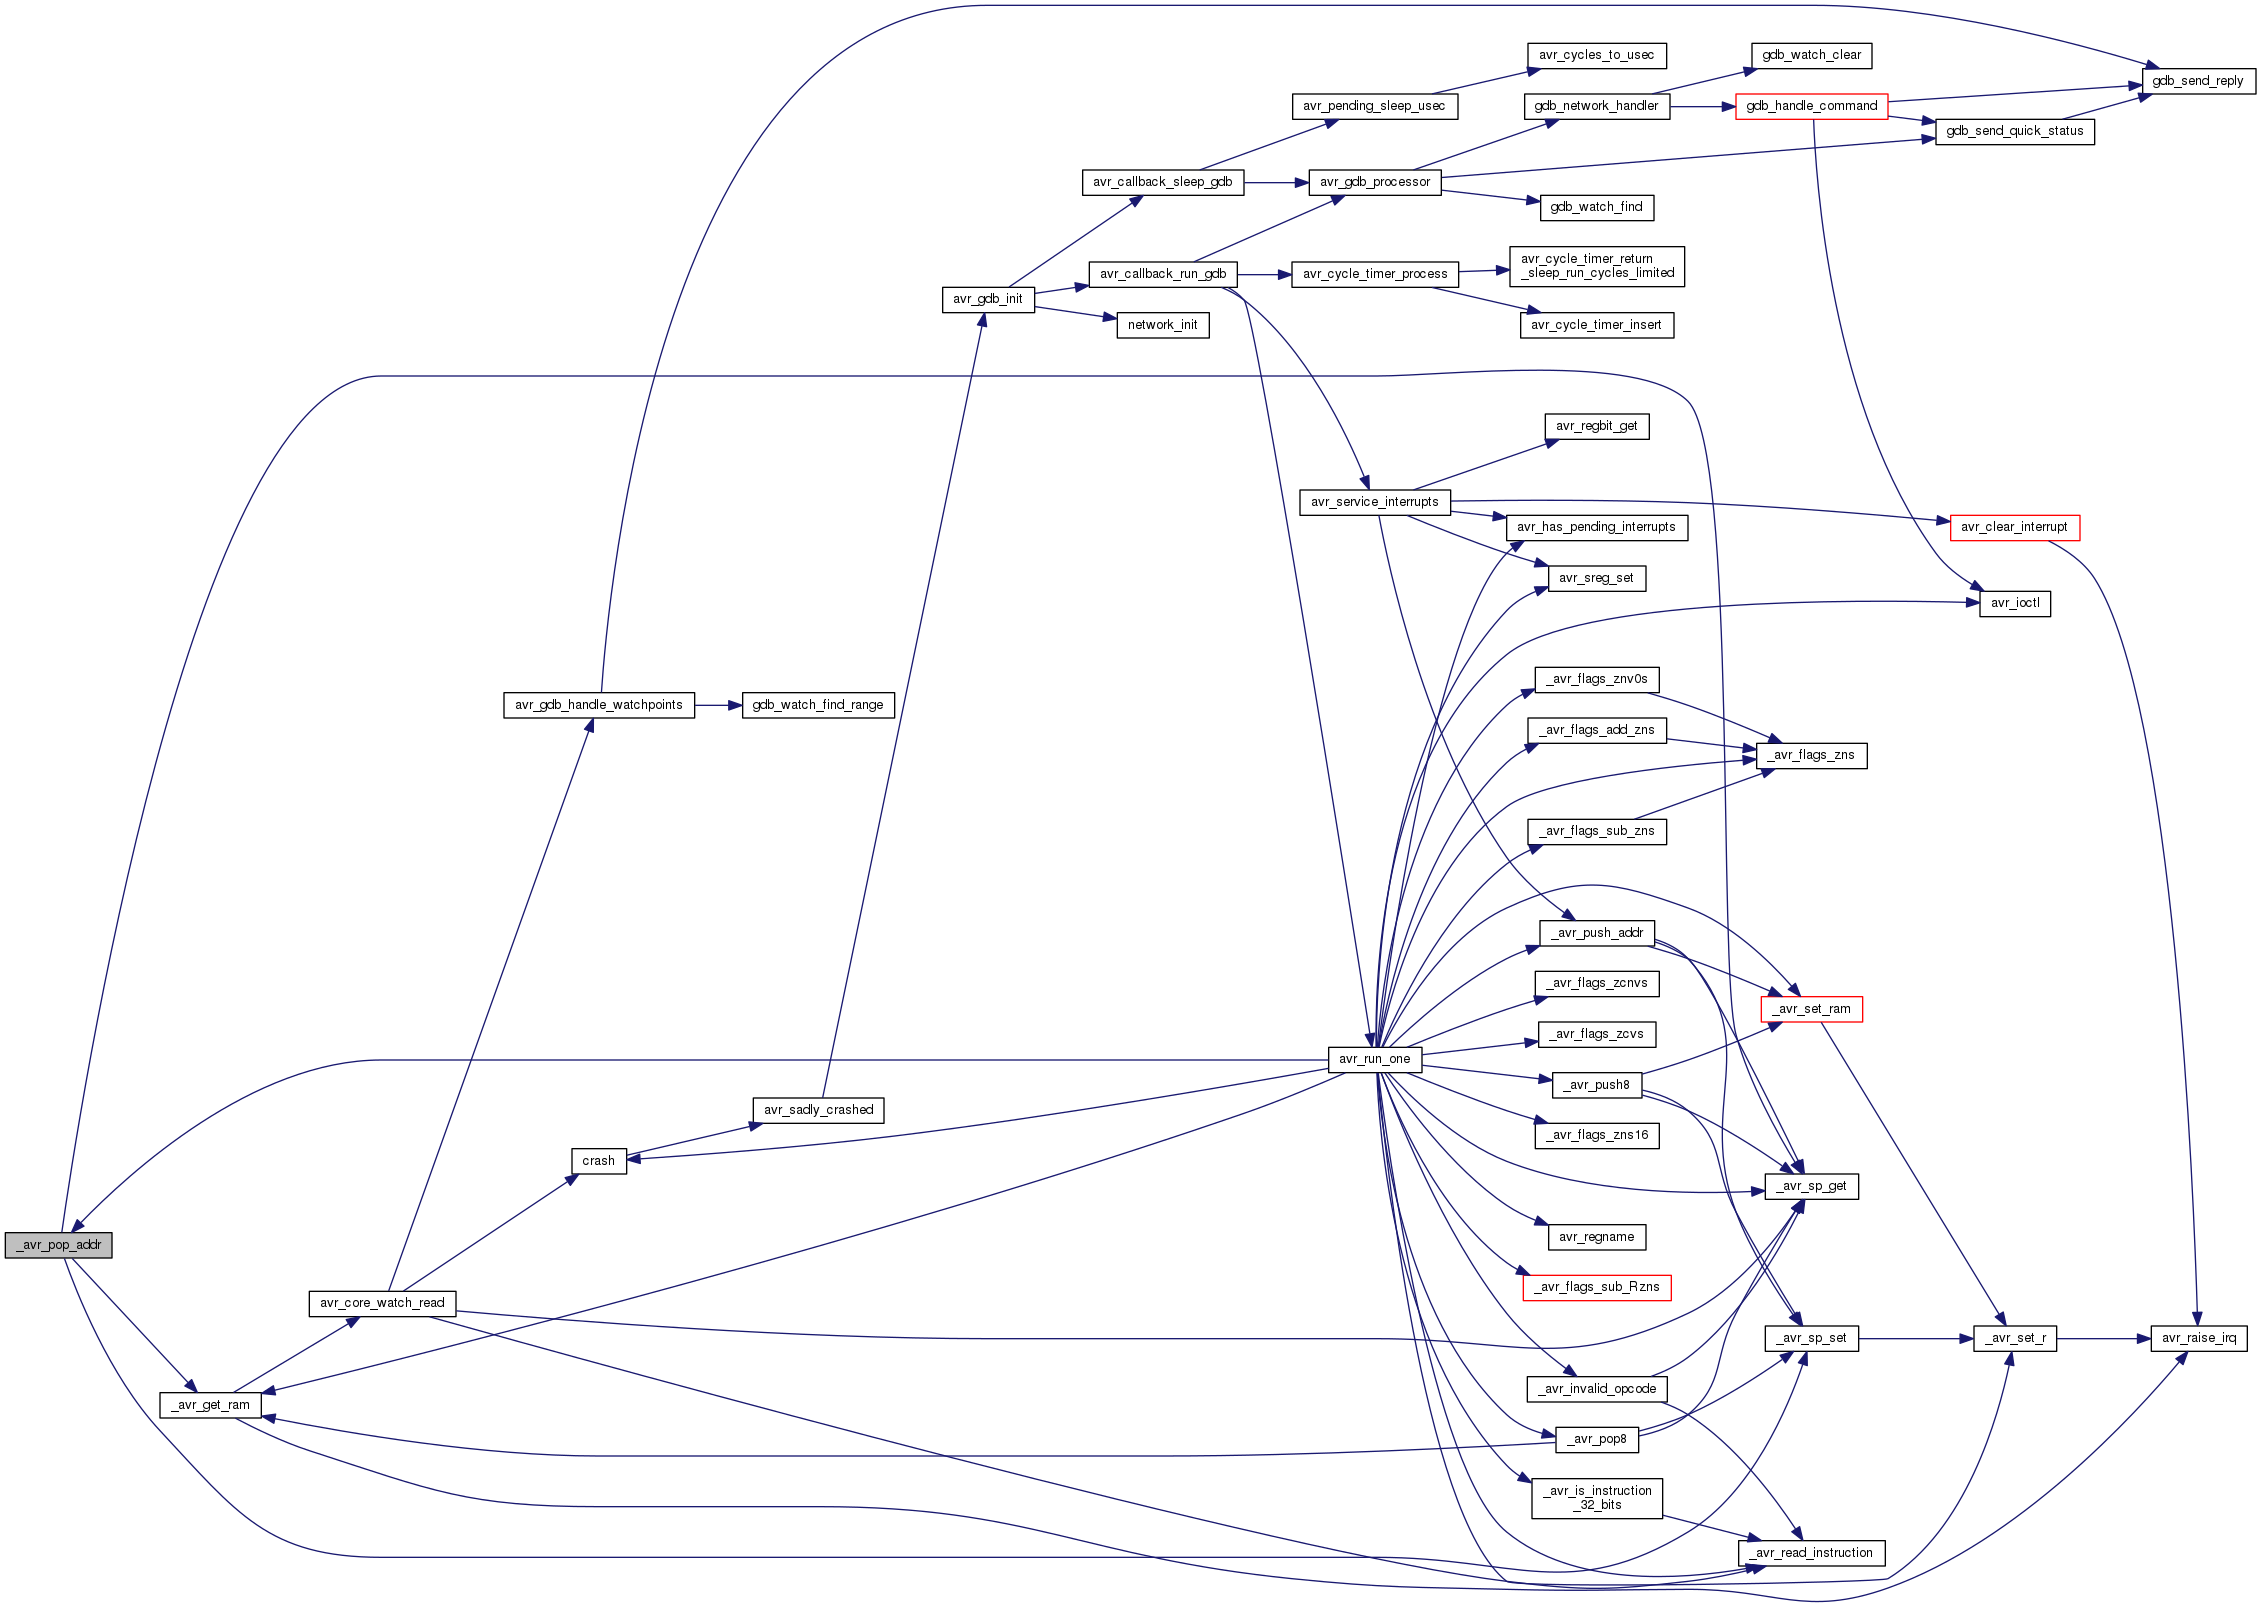 avr_cycles_to_usec
gdb_watch_clear
gdb_send_reply
avr_pending_sleep_usec
gdb_network_handler
gdb_handle_command
gdb_send_quick_status
avr_callback_sleep_gdb
avr_gdb_processor
gdb_watch_find
avr_callback_run_gdb
avr_cycle_timer_process
avr_cycle_timer_return
_sleep_run_cycles_limited
avr_gdb_init
network_init
avr_cycle_timer_insert
avr_regbit_get
avr_service_interrupts
avr_has_pending_interrupts
avr_clear_interrupt
avr_sreg_set
avr_ioctl
_avr_flags_znv0s
avr_gdb_handle_watchpoints
gdb_watch_find_range
_avr_flags_add_zns
_avr_flags_zns
_avr_flags_sub_zns
_avr_push_addr
_avr_flags_zcnvs
_avr_set_ram
_avr_flags_zcvs
avr_run_one
_avr_push8
avr_sadly_crashed
_avr_flags_zns16
crash
_avr_sp_get
avr_regname
_avr_pop_addr
_avr_flags_sub_Rzns
avr_core_watch_read
_avr_sp_set
_avr_set_r
avr_raise_irq
_avr_invalid_opcode
_avr_get_ram
_avr_pop8
_avr_is_instruction
_32_bits
_avr_read_instruction